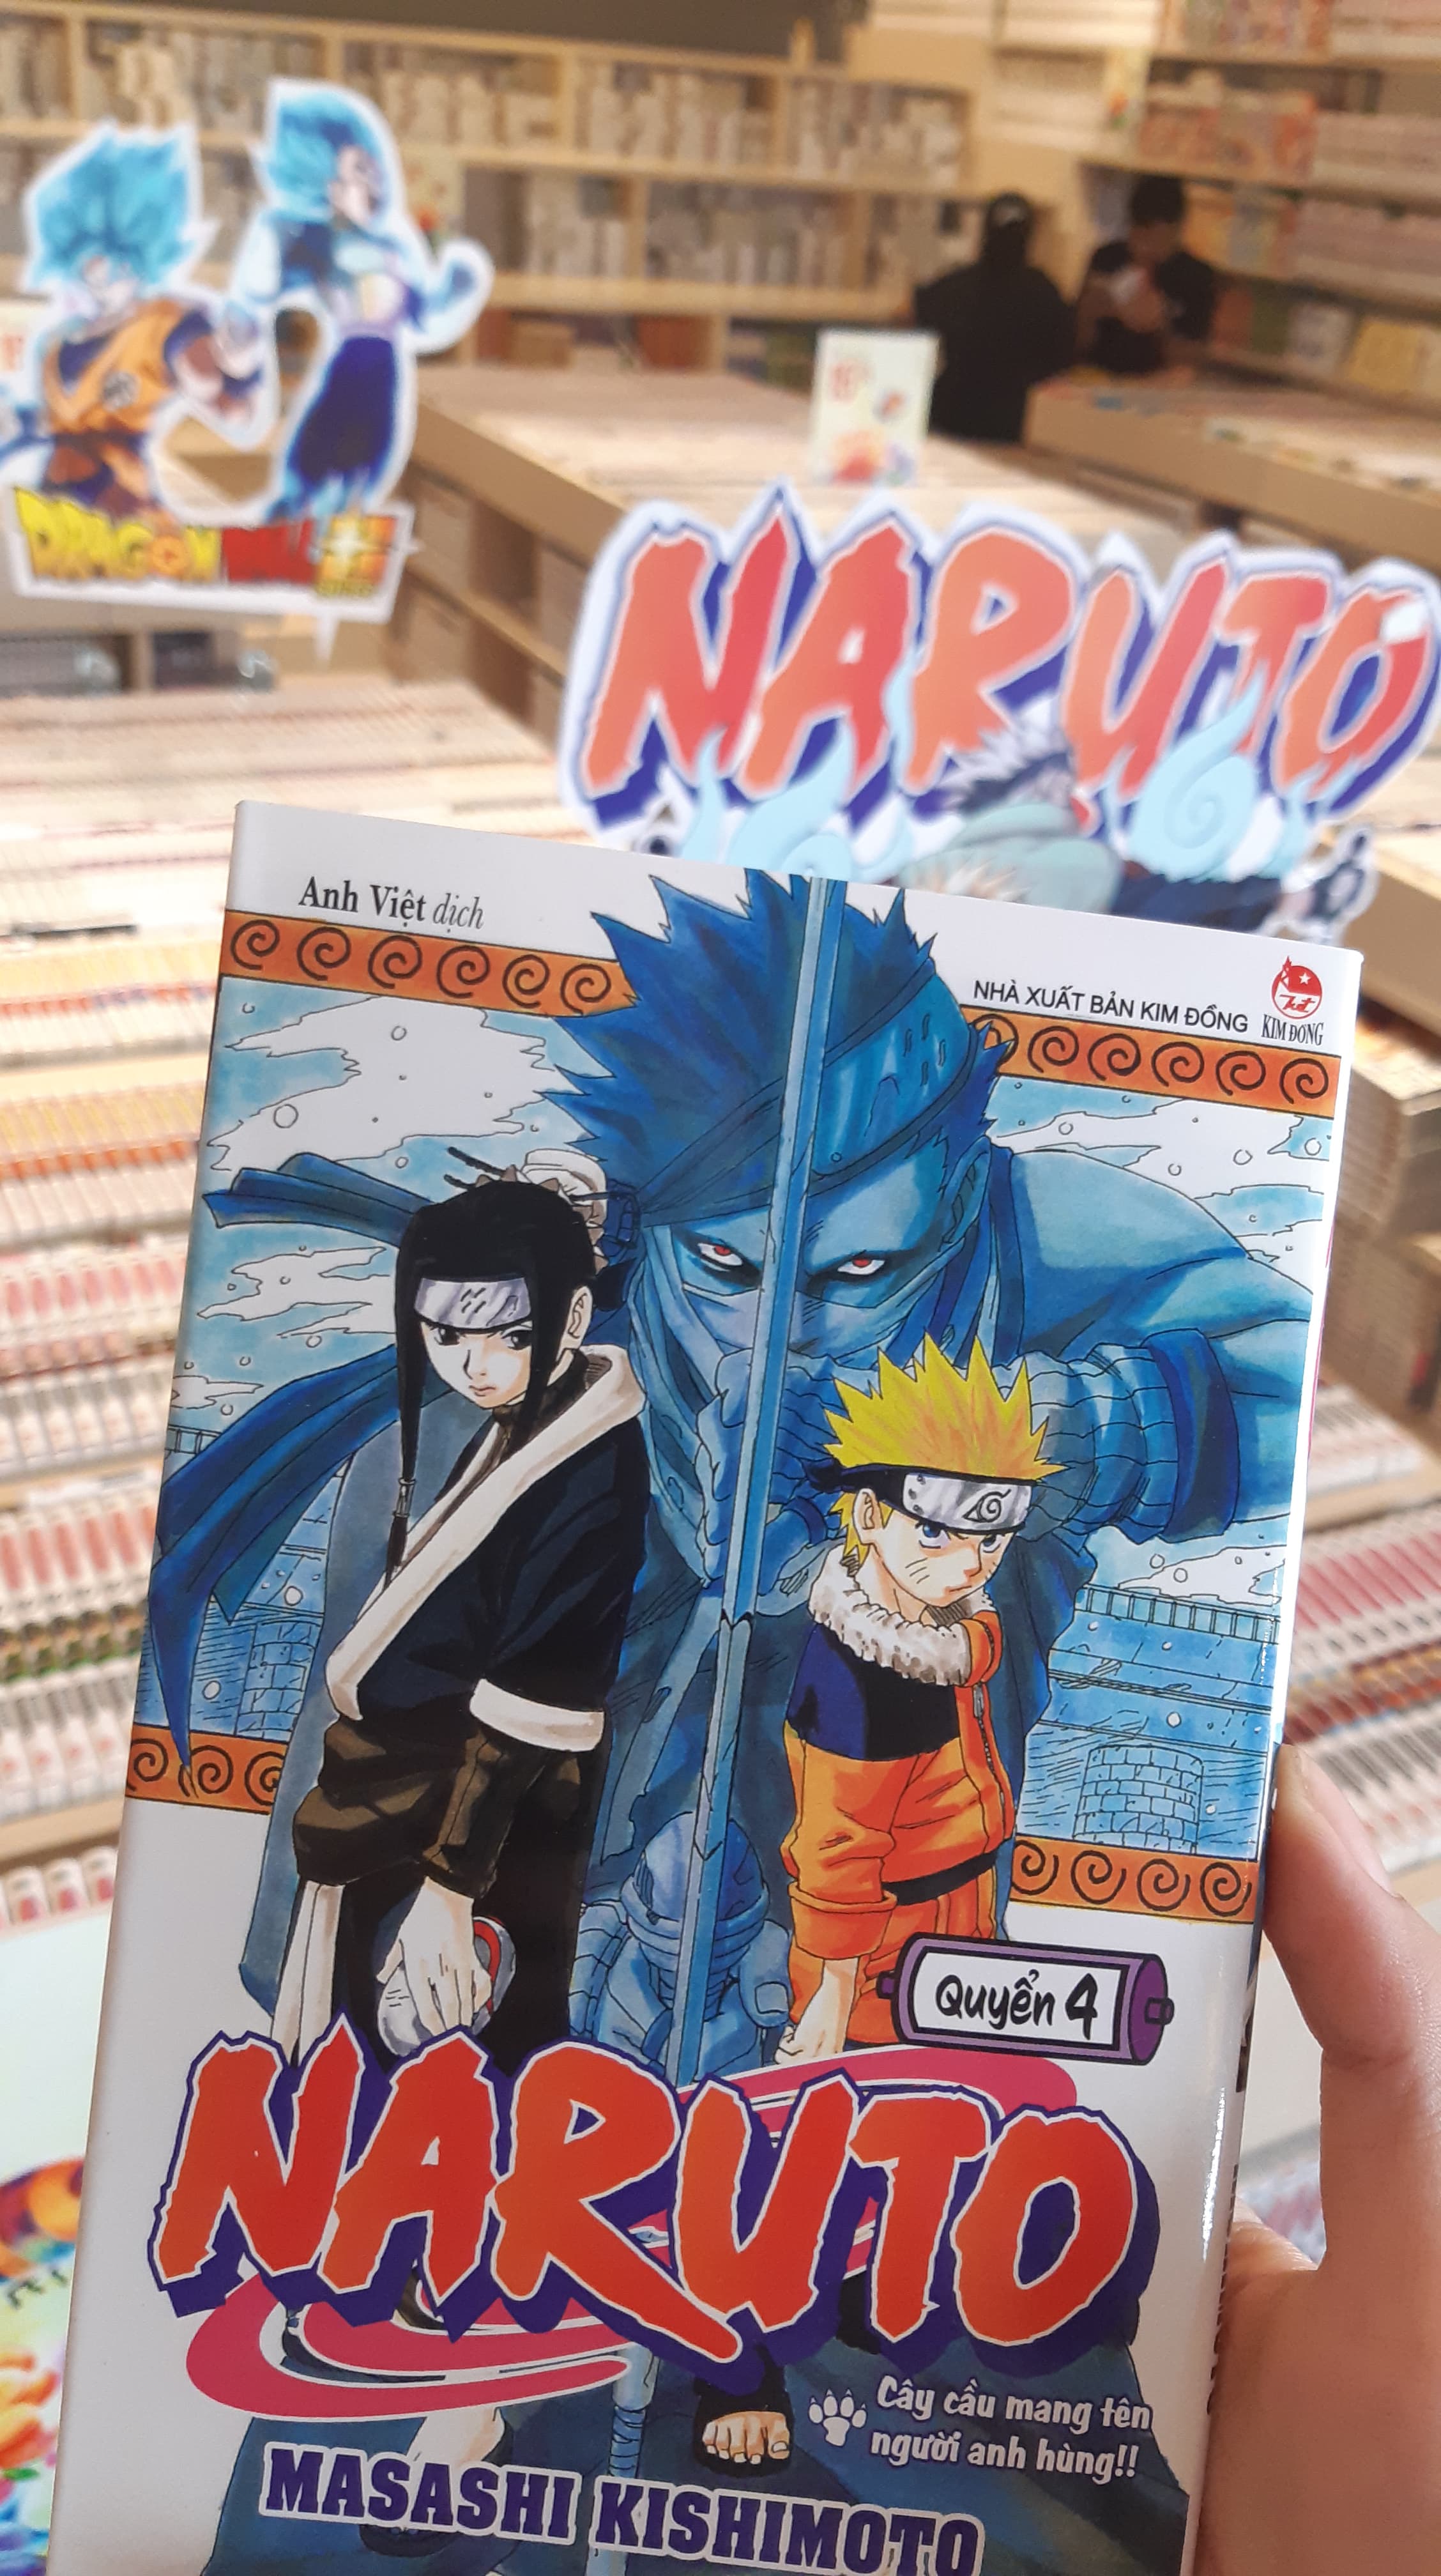 DRAGON BALL
SUPER
NARUTO
Anh Việt dịch
NHÀ XUẤT BẢN KIM ĐỒNG
KIM ĐỒNG
Quyển 4
NARUTO
Cây cầu mang tên
người anh hùng!!
MASASHI KISHIMOTO